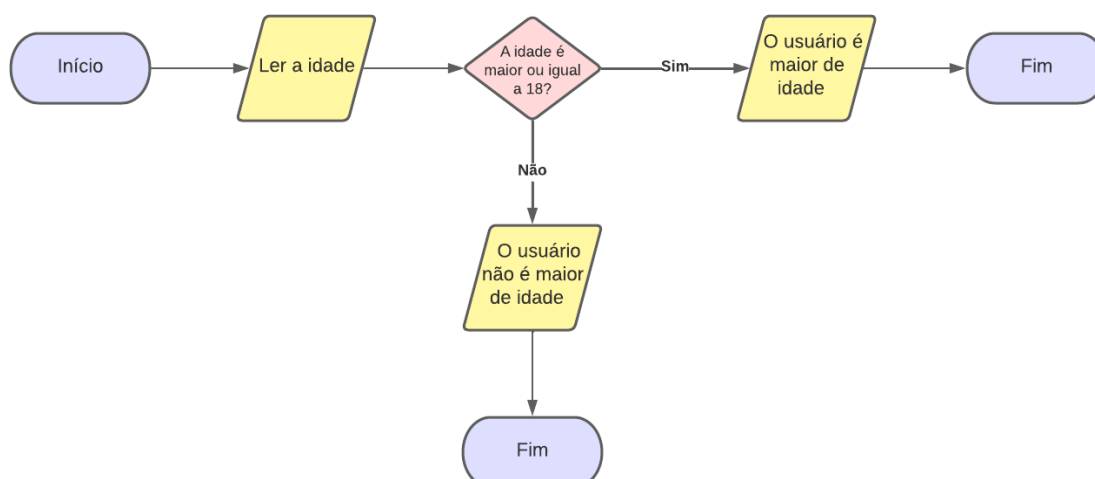 Início
Ler a idade
A idade é
maior ou igual
a 18?
Sim
O usuário é
maior de
idade
Fim
Não
O usuário
não é maior
de idade
Fim